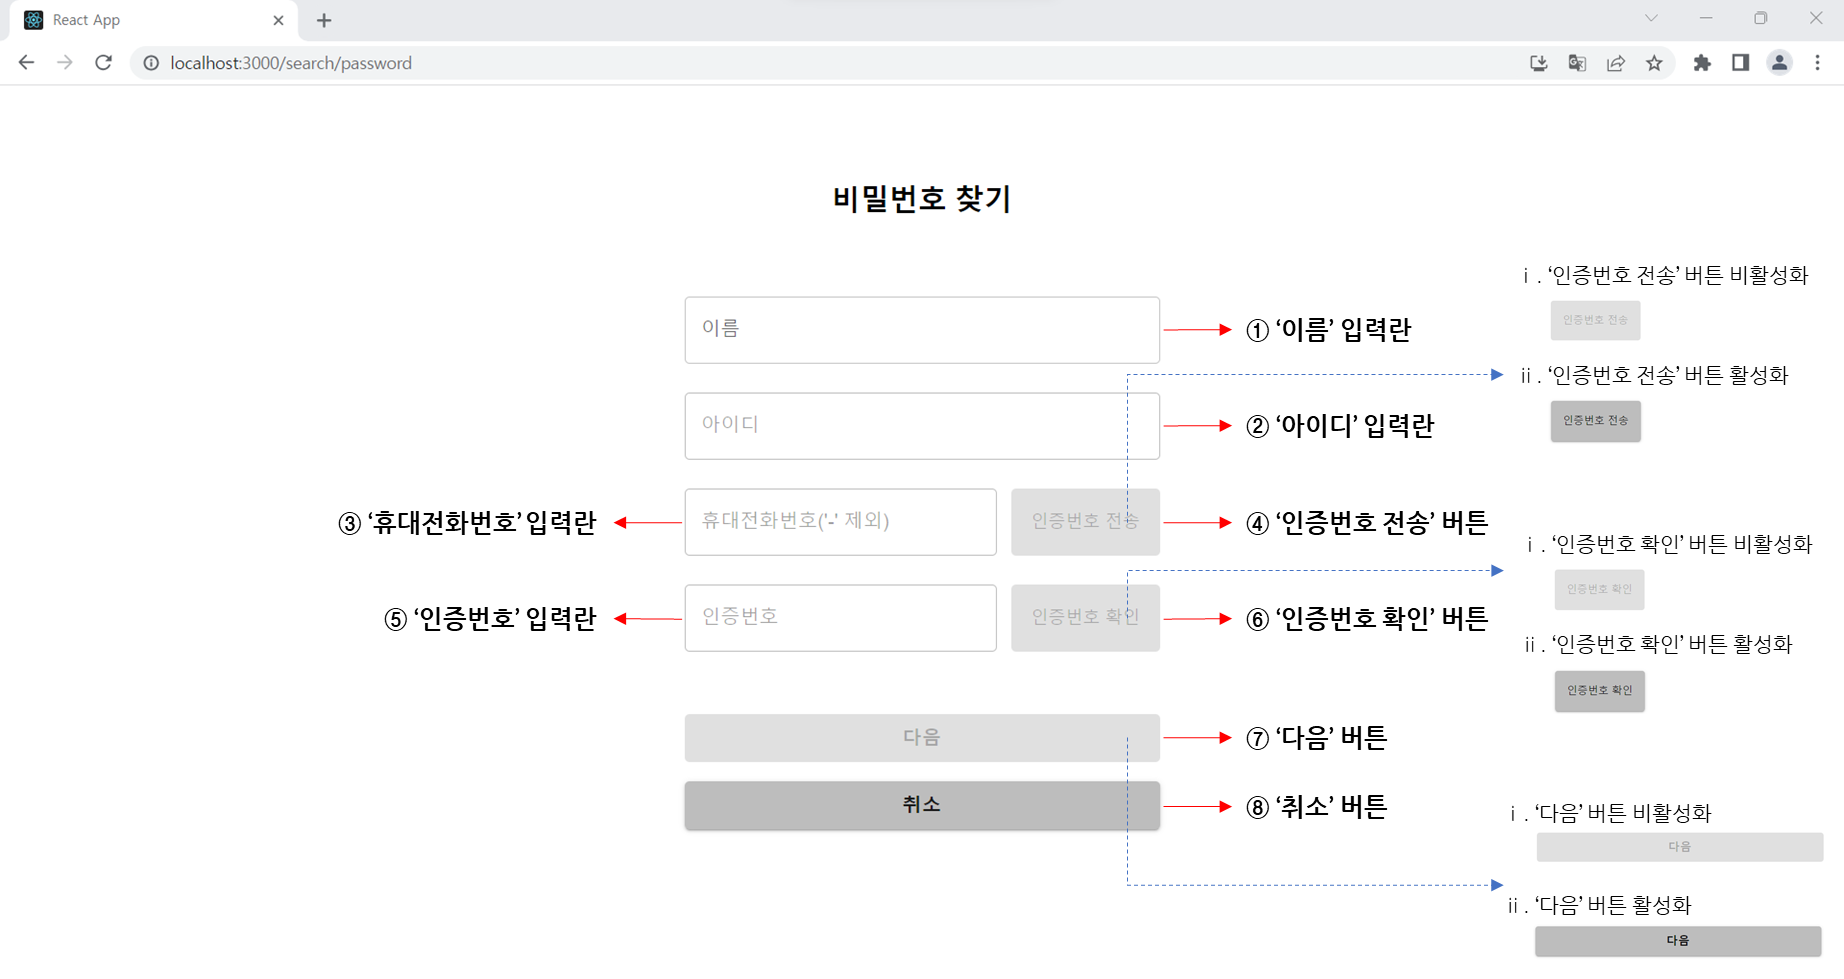 React App
localhost:3000/search/password
비밀번호 찾기
이름
① ‘이름’ 입력란
아이디
② ‘아이디’ 입력란
③ ‘휴대전화번호’ 입력란
휴대전화번호('-' 제외)
인증번호 전송
④ ‘인증번호 전송’ 버튼
⑤ ‘인증번호’ 입력란
인증번호
인증번호 확인
⑥ ‘인증번호 확인’ 버튼
다음
⑦ ‘다음’ 버튼
취소
⑧ ‘취소’ 버튼
ⅰ. ‘인증번호 전송’ 버튼 비활성화
인증번호 전송
ⅱ. ‘인증번호 전송’ 버튼 활성화
인증번호 전송
ⅰ. ‘인증번호 확인’ 버튼 비활성화
인증번호 확인
ⅱ. ‘인증번호 확인’ 버튼 활성화
인증번호 확인
ⅰ. ‘다음’ 버튼 비활성화
다음
ⅱ. ‘다음’ 버튼 활성화
다음